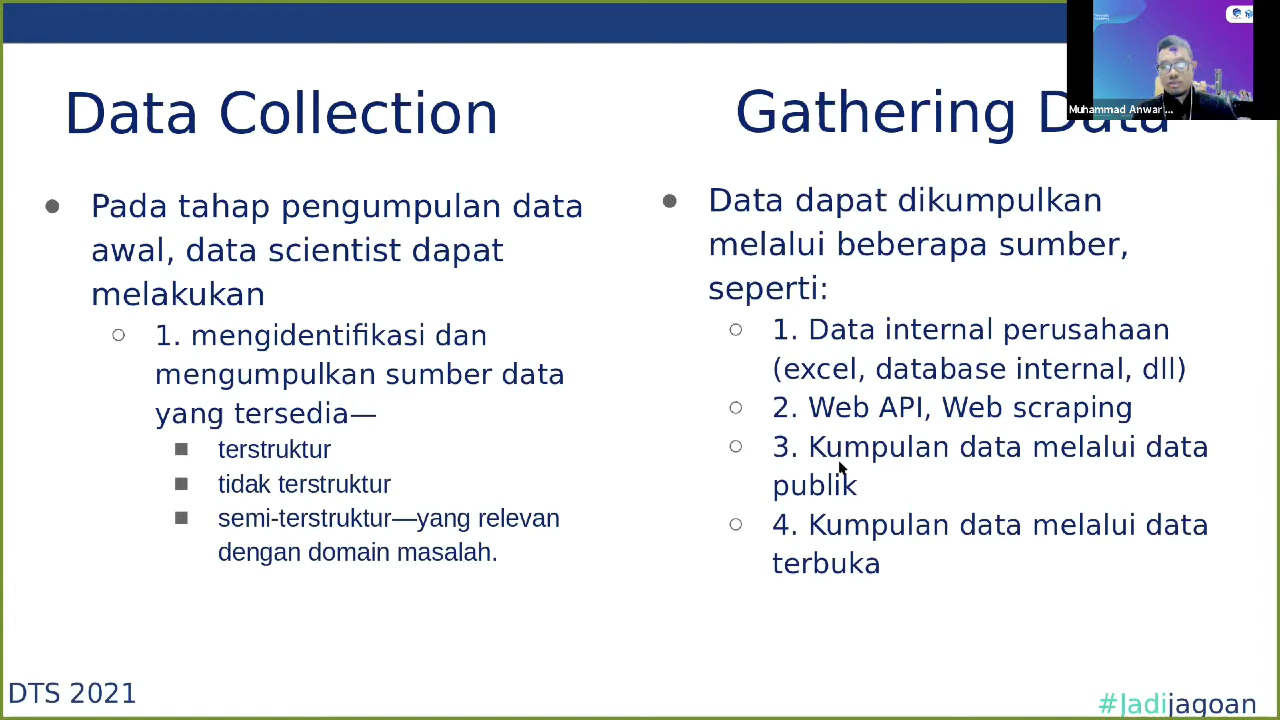 Data Collection
Pada tahap pengumpulan data
awal, data scientist dapat
melakukan
1. mengidentifikasi dan
mengumpulkan sumber data
yang tersedia—
terstruktur
tidak terstruktur
semi-terstruktur—yang relevan
dengan domain masalah.
Gathering Data
Data dapat dikumpulkan
melalui beberapa sumber,
seperti:
1. Data internal perusahaan
(excel, database internal, dll)
2. Web API, Web scraping
3. Kumpulan data melalui data
publik
4. Kumpulan data melalui data
terbuka
Muhammad Anwar ...
DTS 2021
#Jadijagoan